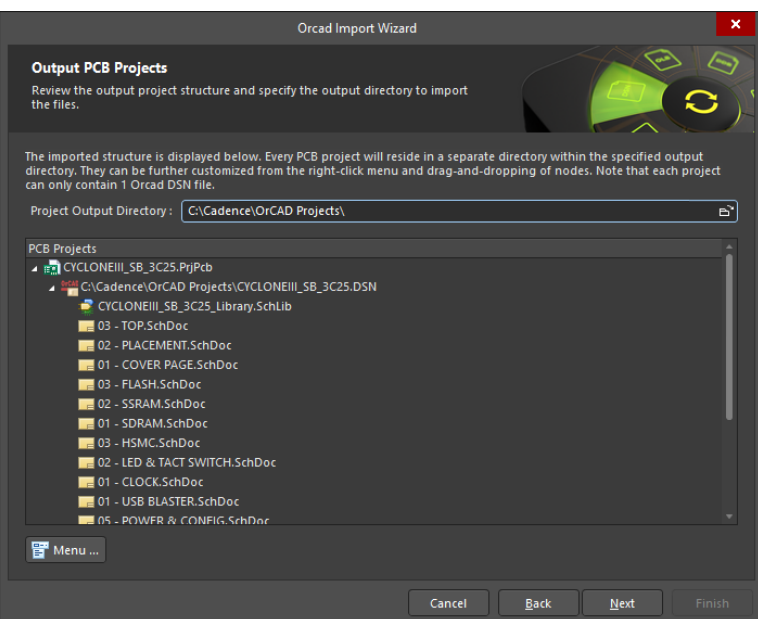 Orcad Import Wizard
Output PCB Projects
Review the output project structure and specify the output directory to import
the files.
The imported structure is displayed below. Every PCB project will reside in a separate directory within the specified output
directory. They can be further customized from the right-click menu and drag-and-dropping of nodes. Note that each project
can only contain 1 Orcad DSN file.
Project Output Directory : C:\Cadence\OrCAD Projects\
PCB Projects
CYCLONEIII_SB_3C25.PrjPcb
C:\Cadence\OrCAD Projects\CYCLONEIII_SB_3C25.DSN
CYCLONEIII_SB_3C25_Library.SchLib
03 - TOP.SchDoc
02 - PLACEMENT.SchDoc
01 - COVER PAGE.SchDoc
03 - FLASH.SchDoc
02 - SSRAM.SchDoc
01 - SDRAM.SchDoc
03 - HSMC.SchDoc
02 - LED & TACT SWITCH.SchDoc
01 - CLOCK.SchDoc
01 - USB BLASTER.SchDoc
05 - POWER & CONFIG.SchDoc
Menu ...
Cancel Back Next Finish